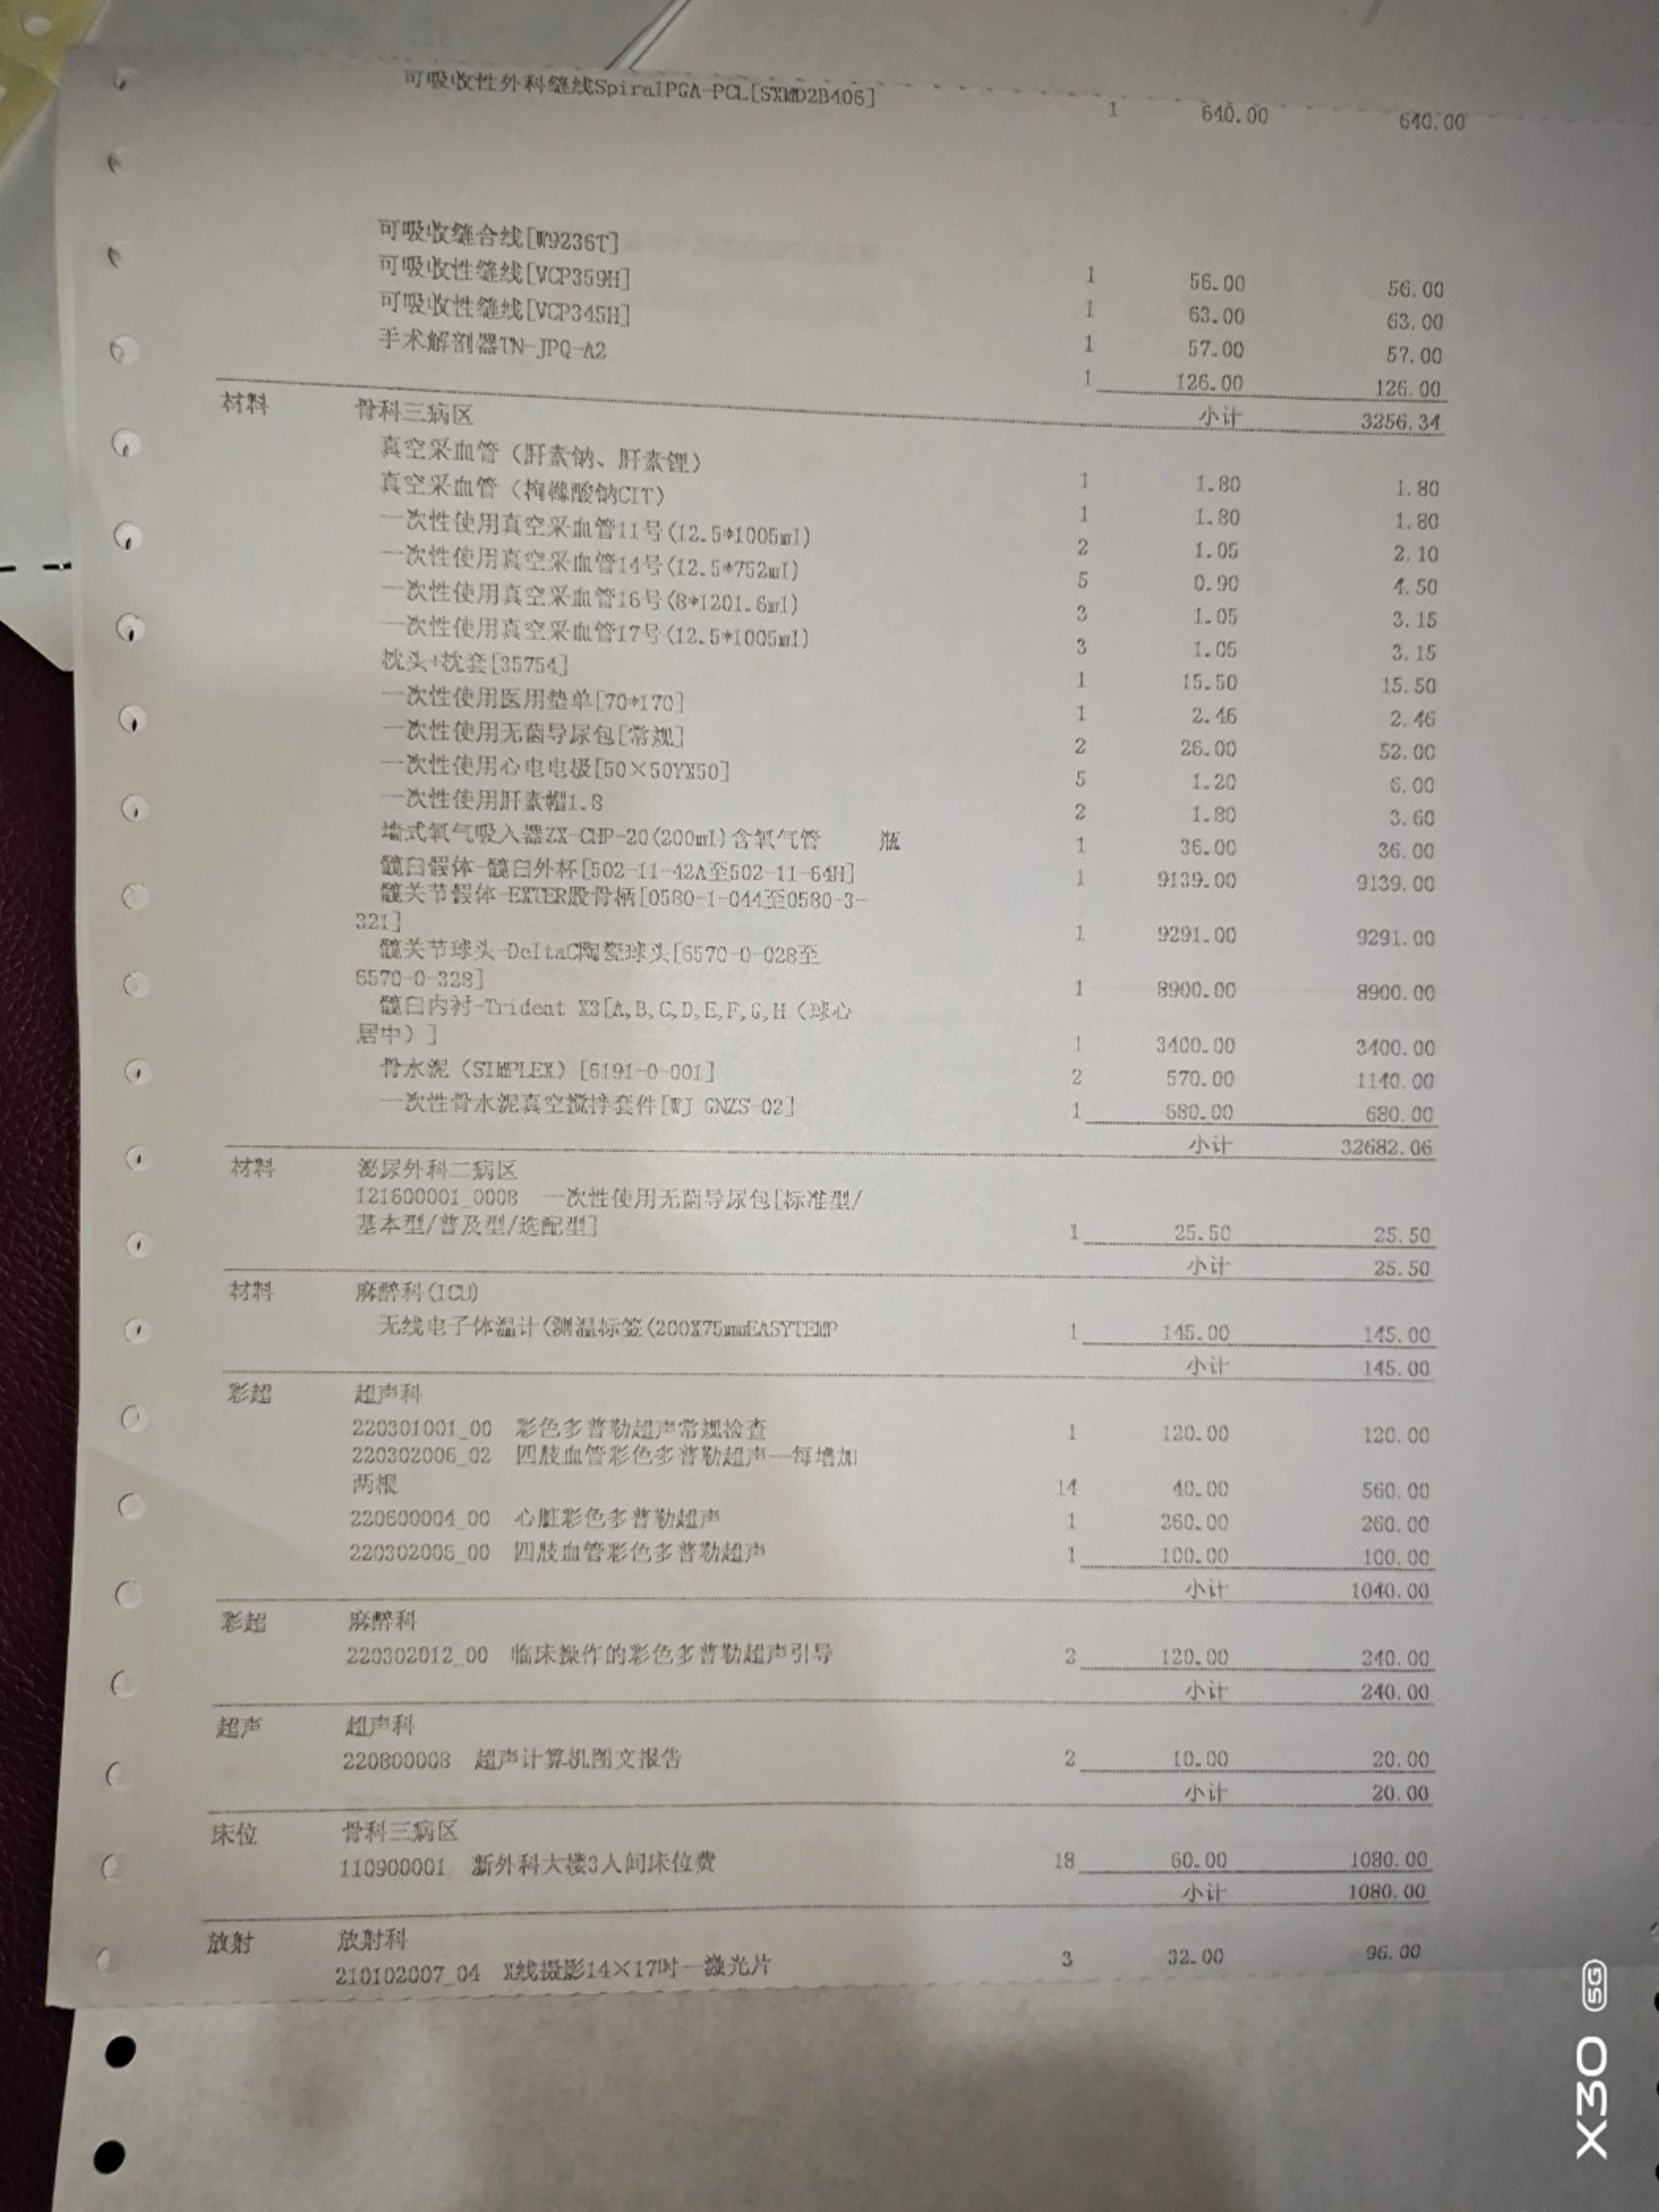 可吸收性外科缝线SpiralPGA-PCL[SXMD2B406] 1 640.00 640.00
可吸收缝合线[W9236T] 1 56.00 56.00
可吸收性缝线[VCP359H] 1 63.00 63.00
可吸收性缝线[VCP345H] 1 57.00 57.00
手术解剖器TN-JPQ-A2 1 126.00 126.00
小计 3256.34
材料 骨科三病区
真空采血管（肝素钠、肝素锂） 1 1.80 1.80
真空采血管（枸橼酸钠CIT） 1 1.80 1.80
一次性使用真空采血管11号(12.5*1005ml) 2 1.05 2.10
一次性使用真空采血管14号(12.5*752ml) 5 0.90 4.50
一次性使用真空采血管16号(8*1201.6ml) 3 1.05 3.15
一次性使用真空采血管17号(12.5*1005ml) 3 1.05 3.15
枕头+枕套[35754] 1 15.50 15.50
一次性使用医用垫单[70*170] 1 2.46 2.46
一次性使用无菌导尿包[常规] 2 26.00 52.00
一次性使用心电电极[50×50YX50] 5 1.20 6.00
一次性使用肝素帽1.8 2 1.80 3.60
墙式氧气吸入器ZX-CHP-20(200ml)含氧气管 瓶 1 36.00 36.00
髋臼假体-髋臼外杯[502-11-42A至502-11-64H] 1 9139.00 9139.00
髋关节假体-EXTER股骨柄[0580-1-044至0580-3-
321] 1 9291.00 9291.00
髋关节球头-DeltaC陶瓷球头[6570-0-028至
6570-0-328] 1 8900.00 8900.00
髋臼内衬-Trident X3[A,B,C,D,E,F,G,H（球心
居中）] 1 3400.00 3400.00
骨水泥（SIMPLEX）[6191-0-001] 2 570.00 1140.00
一次性骨水泥真空搅拌套件[WJ GNZS-02] 1 680.00 680.00
小计 32682.06
材料 泌尿外科二病区
121600001_0008 一次性使用无菌导尿包[标准型/
基本型/普及型/选配型] 1 25.50 25.50
小计 25.50
材料 麻醉科(ICU)
无线电子体温计(测温标签(200X75mmEASYTEMP 1 145.00 145.00
小计 145.00
彩超 超声科
220301001_00 彩色多普勒超声常规检查 1 120.00 120.00
220302006_02 四肢血管彩色多普勒超声—每增加
两根 14 40.00 560.00
220600004_00 心脏彩色多普勒超声 1 260.00 260.00
220302006_00 四肢血管彩色多普勒超声 1 100.00 100.00
小计 1040.00
彩超 麻醉科
220302012_00 临床操作的彩色多普勒超声引导 2 120.00 240.00
小计 240.00
超声 超声科
220800008 超声计算机图文报告 2 10.00 20.00
小计 20.00
床位 骨科三病区
110900001 新外科大楼3人间床位费 18 60.00 1080.00
小计 1080.00
放射 放射科
210102007_04 X线摄影14×17吋—激光片 3 32.00 96.00
X30 5G